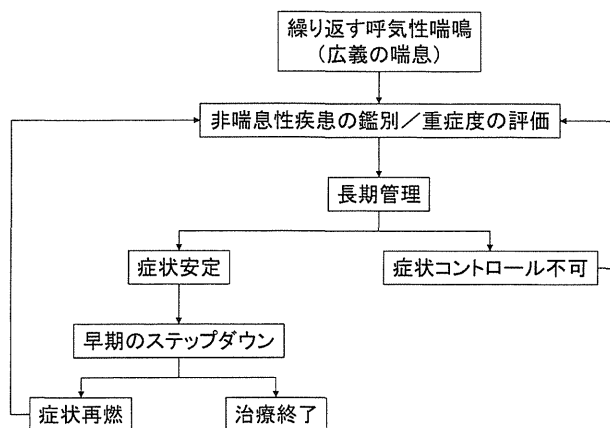 繰り返す呼気性喘鳴
(広義の喘息)
非喘息性疾患の鑑別／重症度の評価
長期管理
症状安定
症状コントロール不可
早期のステップダウン
症状再燃
治療終了